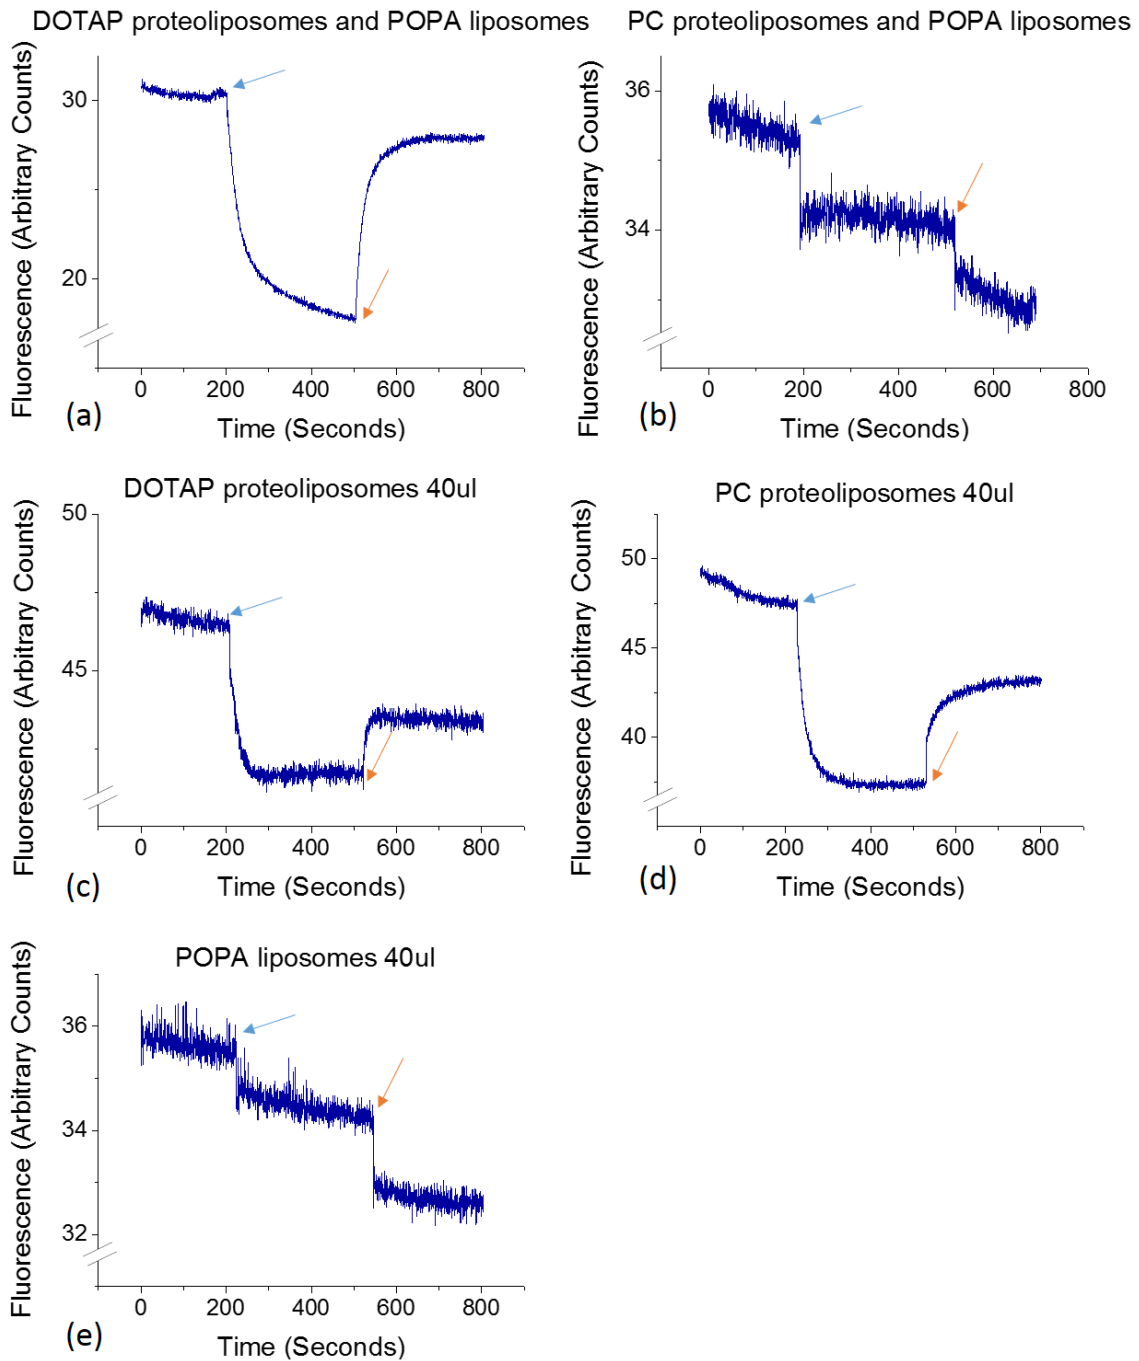 DOTAP proteoliposomes and POPA liposomes
Fluorescence (Arbitrary Counts)
30
20
0 200 400 600 800
Time (Seconds)
(a)
PC proteoliposomes and POPA liposomes
Fluorescence (Arbitrary Counts)
36
34
0 200 400 600 800
Time (Seconds)
(b)
DOTAP proteoliposomes 40ul
Fluorescence (Arbitrary Counts)
50
45
0 200 400 600 800
Time (Seconds)
(c)
PC proteoliposomes 40ul
Fluorescence (Arbitrary Counts)
50
45
40
0 200 400 600 800
Time (Seconds)
(d)
POPA liposomes 40ul
Fluorescence (Arbitrary Counts)
36
34
32
0 200 400 600 800
Time (Seconds)
(e)